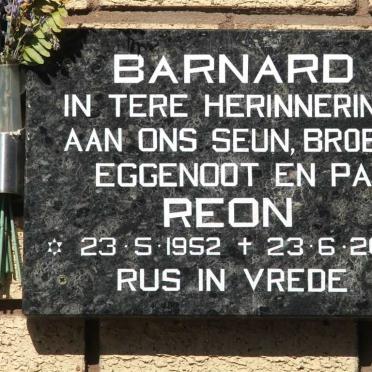 BARNARD
IN TERE HERINNERIN
AAN ONS SEUN, BROE
EGGENOOT EN PA
REON
✡ 23·5·1952 ✝ 23·6·20
RUS IN VREDE